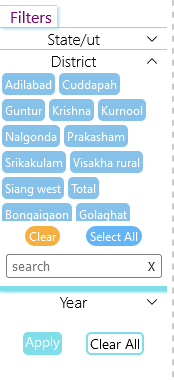 Filters
State/ut
District
Adilabad Cuddapah
Guntur Krishna Kurnool
Nalgonda Prakasham
Srikakulam Visakha rural
Siang west Total
Bongaigaon Golaghat
Clear Select All
search X
Year
Apply Clear All